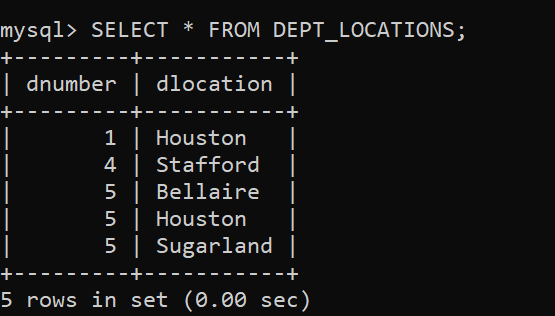 mysql> SELECT * FROM DEPT_LOCATIONS;
+---------+-----------+
| dnumber | dlocation |
+---------+-----------+
|       1 | Houston   |
|       4 | Stafford  |
|       5 | Bellaire  |
|       5 | Houston   |
|       5 | Sugarland |
+---------+-----------+
5 rows in set (0.00 sec)